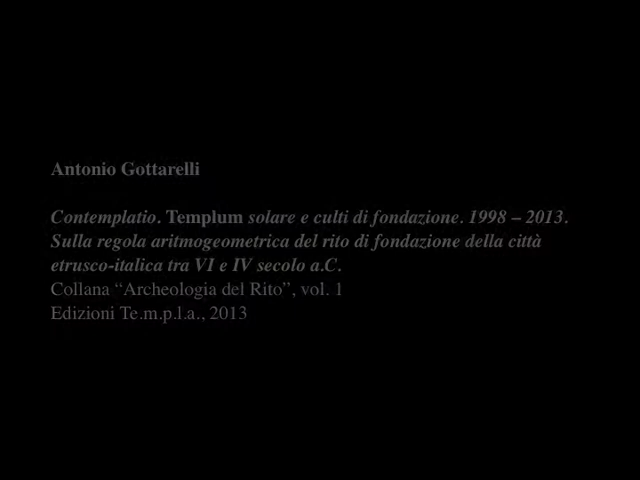 Antonio Gottarelli
Contemplatio. Templum solare e culti di fondazione. 1998 – 2013.
Sulla regola aritmogeometrica del rito di fondazione della città
etrusco-italica tra VI e IV secolo a.C.
Collana “Archeologia del Rito”, vol. 1
Edizioni Te.m.p.l.a., 2013